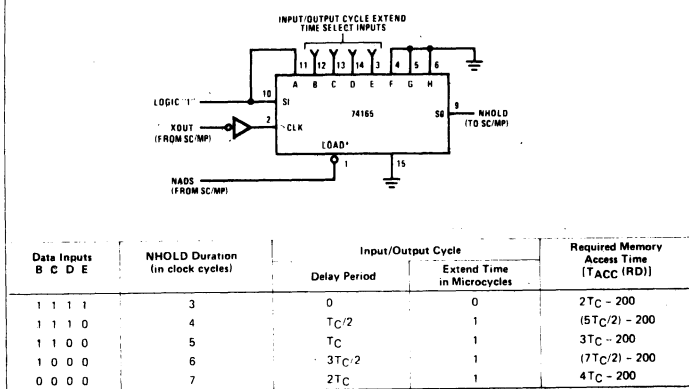 INPUT/OUTPUT CYCLE EXTEND
TIME SELECT INPUTS
11 12 13 14 3 4 5 6
A B C D E F G H
LOGIC "1"
10 SI
74165
SQ 9
NHOLD
(TO SC/MP)
XOUT
(FROM SC/MP)
2 CLK
LOAD*
1
15
NADS
(FROM SC/MP)
Data Inputs
B C D E
NHOLD Duration
(in clock cycles)
Input/Output Cycle
Delay Period
Extend Time
in Microcycles
Required Memory
Access Time
[TACC (RD)]
1 1 1 1 3 0 0 2TC - 200
1 1 1 0 4 TC/2 1 (5TC/2) - 200
1 1 0 0 5 TC 1 3TC - 200
1 0 0 0 6 3TC/2 1 (7TC/2) - 200
0 0 0 0 7 2TC 1 4TC - 200